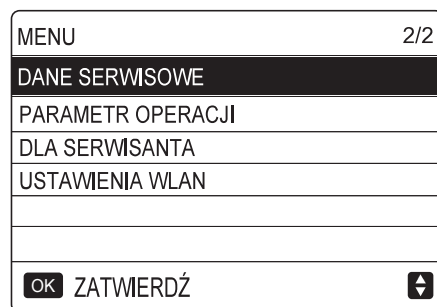 MENU 2/2
DANE SERWISOWE
PARAMETR OPERACJI
DLA SERWISANTA
USTAWIENIA WLAN
OK ZATWIERDŹ